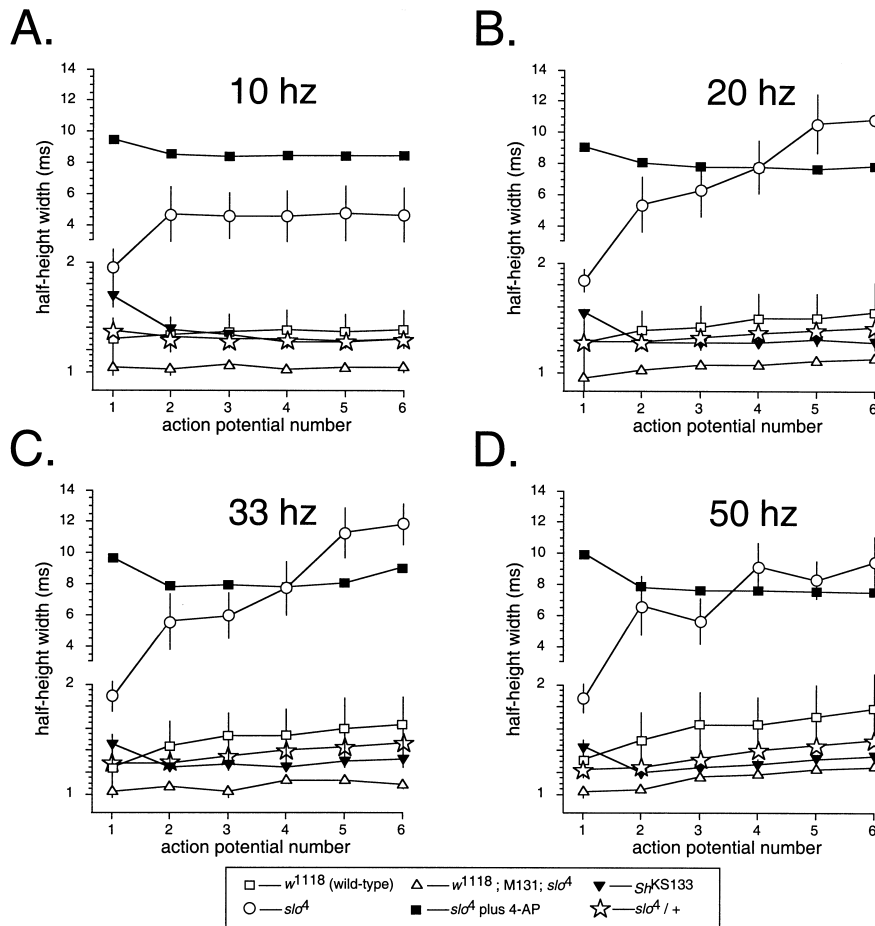 A.
10 hz
half-height width (ms)
14
12
10
8
6
4
2
1
1 2 3 4 5 6
action potential number
B.
20 hz
half-height width (ms)
14
12
10
8
6
4
2
1
1 2 3 4 5 6
action potential number
C.
33 hz
half-height width (ms)
14
12
10
8
6
4
2
1
1 2 3 4 5 6
action potential number
D.
50 hz
half-height width (ms)
14
12
10
8
6
4
2
1
1 2 3 4 5 6
action potential number
w1118 (wild-type) w1118 ; M131; slo4 ShKS133
slo4 slo4 plus 4-AP slo4 / +